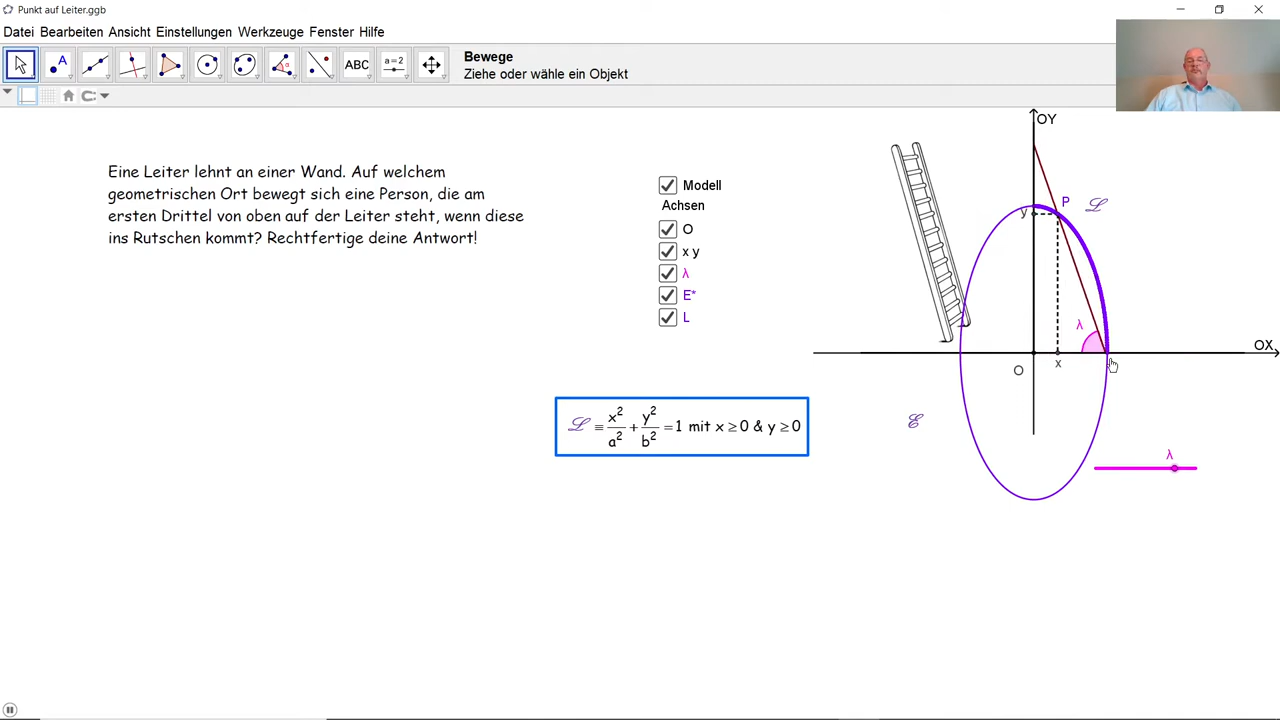 Punkt auf Leiter.ggb
Datei Bearbeiten Ansicht Einstellungen Werkzeuge Fenster Hilfe
A
ABC
a=2
Bewege
Ziehe oder wähle ein Objekt
Eine Leiter lehnt an einer Wand. Auf welchem
geometrischen Ort bewegt sich eine Person, die am
ersten Drittel von oben auf der Leiter steht, wenn diese
ins Rutschen kommt? Rechtfertige deine Antwort!
Modell
Achsen
O
x y
λ
E*
L
OY
y
P
ℒ
λ
OX
O
x
ℰ
λ
ℒ ≡ x²/a² + y²/b² = 1 mit x ≥ 0 & y ≥ 0